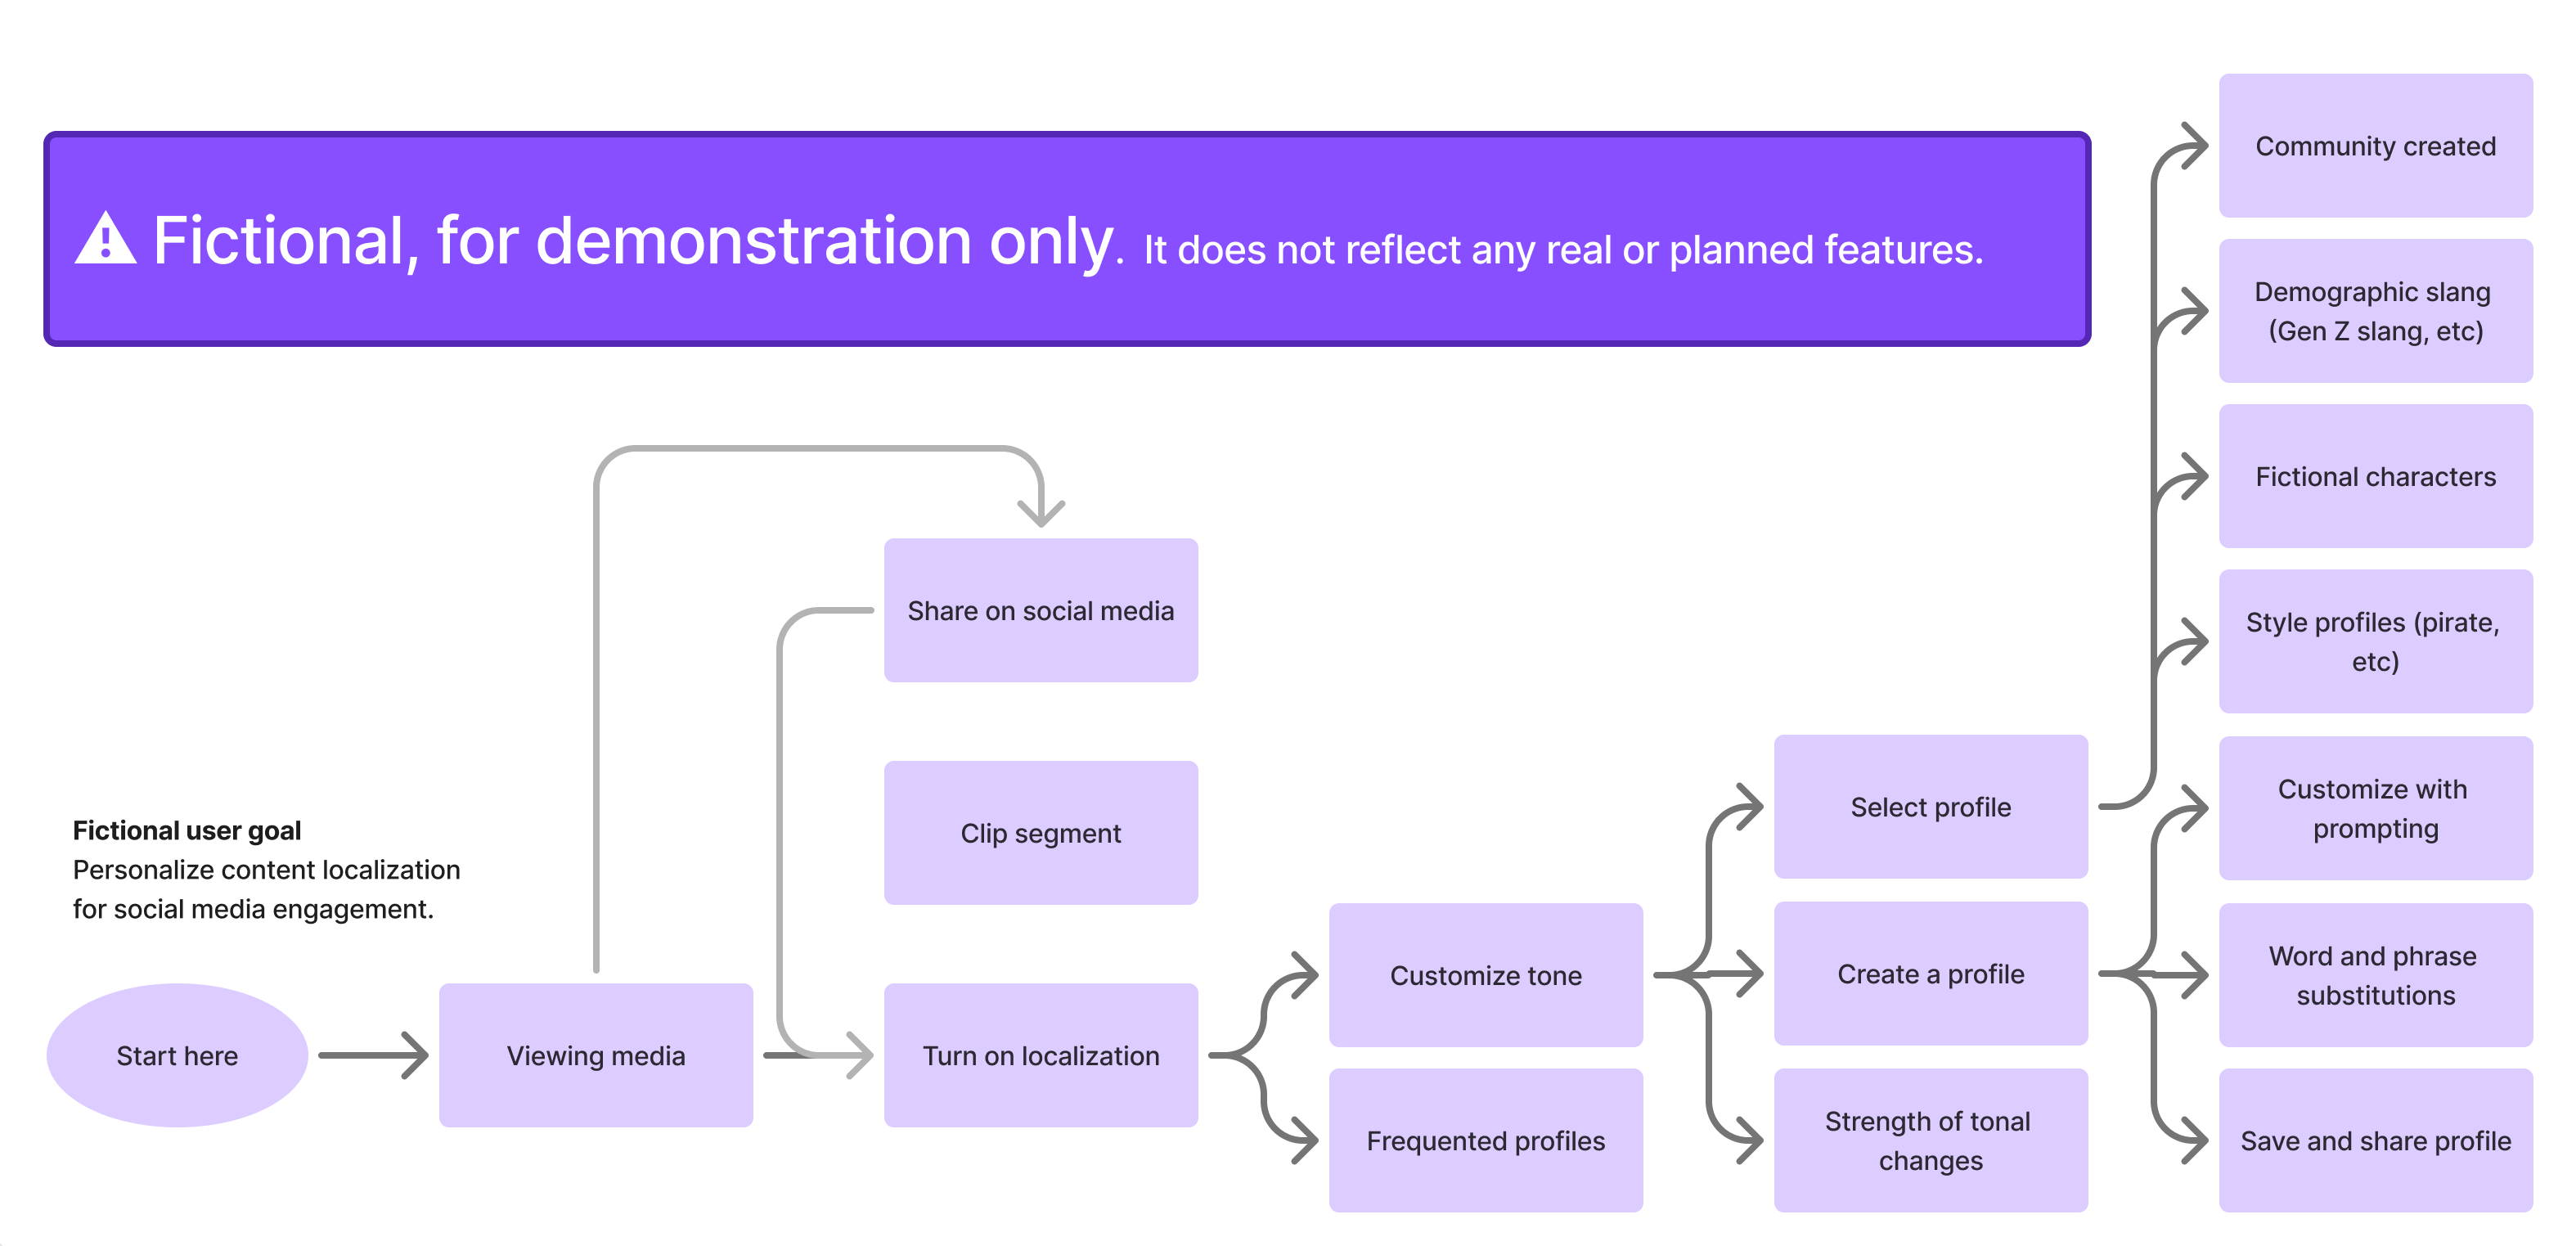 Fictional, for demonstration only. It does not reflect any real or planned features.
Community created
Demographic slang
(Gen Z slang, etc)
Fictional characters
Style profiles (pirate,
etc)
Share on social media
Clip segment
Select profile
Customize with
prompting
Fictional user goal
Personalize content localization
for social media engagement.
Start here
Viewing media
Turn on localization
Customize tone
Frequented profiles
Create a profile
Strength of tonal
changes
Word and phrase
substitutions
Save and share profile